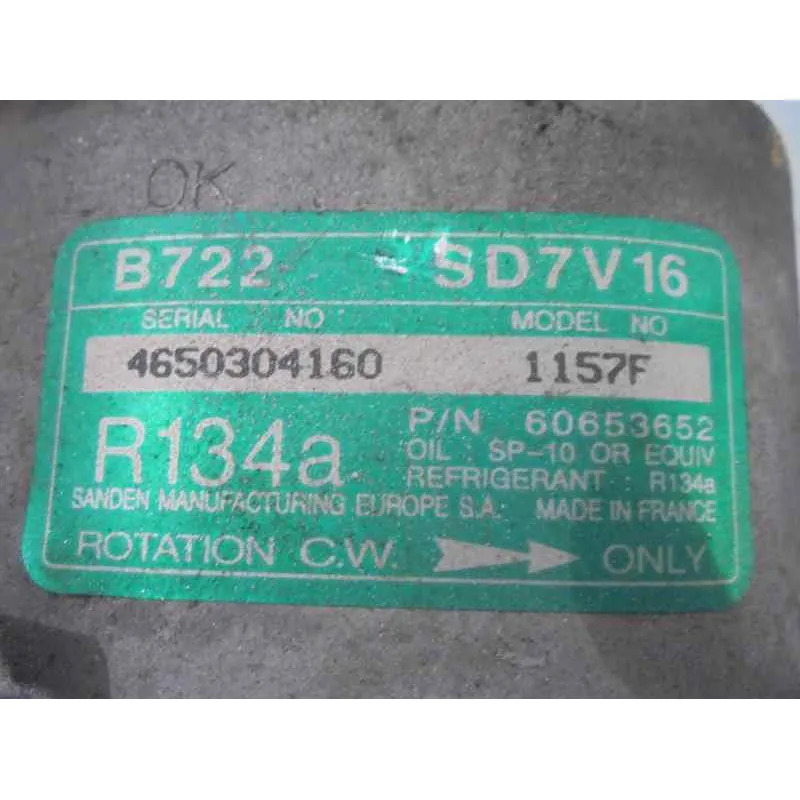 OK
B722 SD7V16
SERIAL NO MODEL NO
4650304160 1157F
R134a
P/N 60653652
OIL : SP-10 OR EQUIV
REFRIGERANT : R134a
SANDEN MANUFACTURING EUROPE S.A. MADE IN FRANCE
ROTATION C.W. ONLY